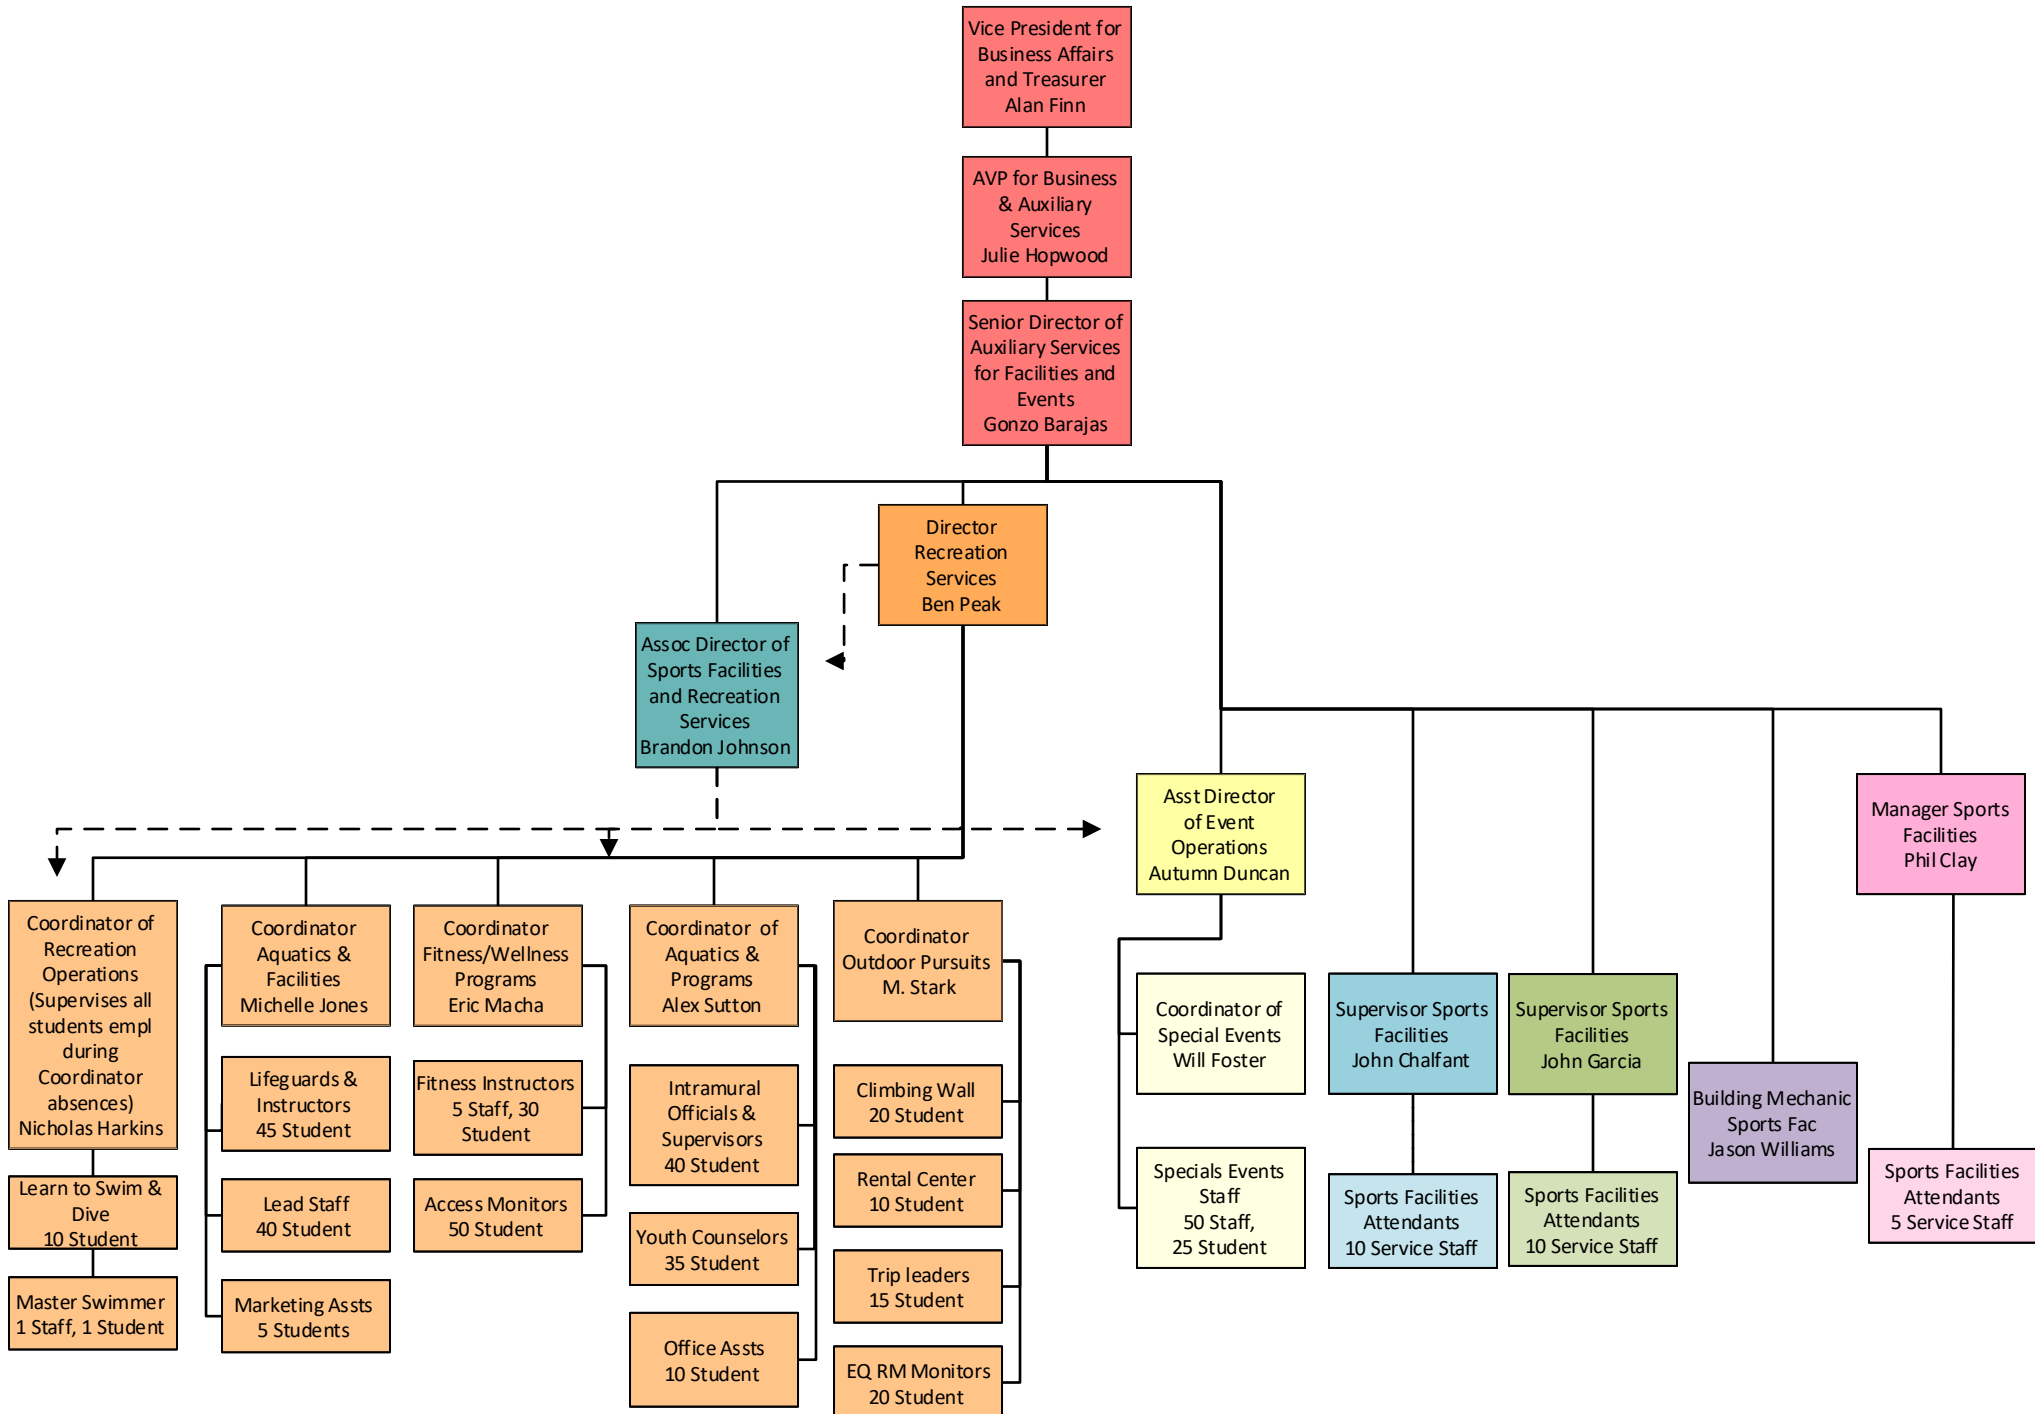 Vice President for
Business Affairs
and Treasurer
Alan Finn
AVP for Business
& Auxiliary
Services
Julie Hopwood
Senior Director of
Auxiliary Services
for Facilities and
Events
Gonzo Barajas
Director
Recreation
Services
Ben Peak
Assoc Director of
Sports Facilities
and Recreation
Services
Brandon Johnson
Asst Director
of Event
Operations
Autumn Duncan
Manager Sports
Facilities
Phil Clay
Coordinator of
Recreation
Operations
(Supervises all
students empl
during
Coordinator
absences)
Nicholas Harkins
Learn to Swim &
Dive
10 Student
Master Swimmer
1 Staff, 1 Student
Coordinator
Aquatics &
Facilities
Michelle Jones
Lifeguards &
Instructors
45 Student
Lead Staff
40 Student
Marketing Assts
5 Students
Coordinator
Fitness/Wellness
Programs
Eric Macha
Fitness Instructors
5 Staff, 30
Student
Access Monitors
50 Student
Coordinator of
Aquatics &
Programs
Alex Sutton
Intramural
Officials &
Supervisors
40 Student
Youth Counselors
35 Student
Office Assts
10 Student
Coordinator
Outdoor Pursuits
M. Stark
Climbing Wall
20 Student
Rental Center
10 Student
Trip leaders
15 Student
EQ RM Monitors
20 Student
Coordinator of
Special Events
Will Foster
Specials Events
Staff
50 Staff,
25 Student
Supervisor Sports
Facilities
John Chalfant
Sports Facilities
Attendants
10 Service Staff
Supervisor Sports
Facilities
John Garcia
Sports Facilities
Attendants
10 Service Staff
Building Mechanic
Sports Fac
Jason Williams
Sports Facilities
Attendants
5 Service Staff